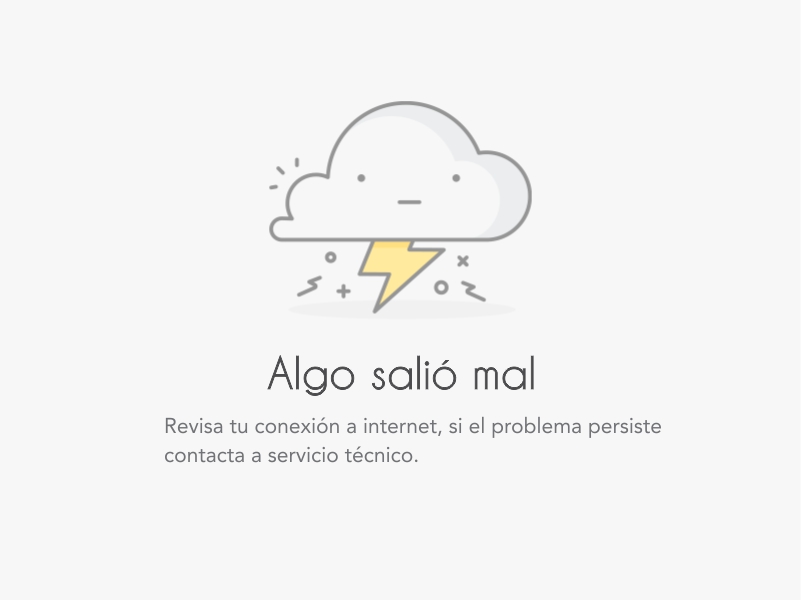 Algo salió mal
Revisa tu conexión a internet, si el problema persiste
contacta a servicio técnico.